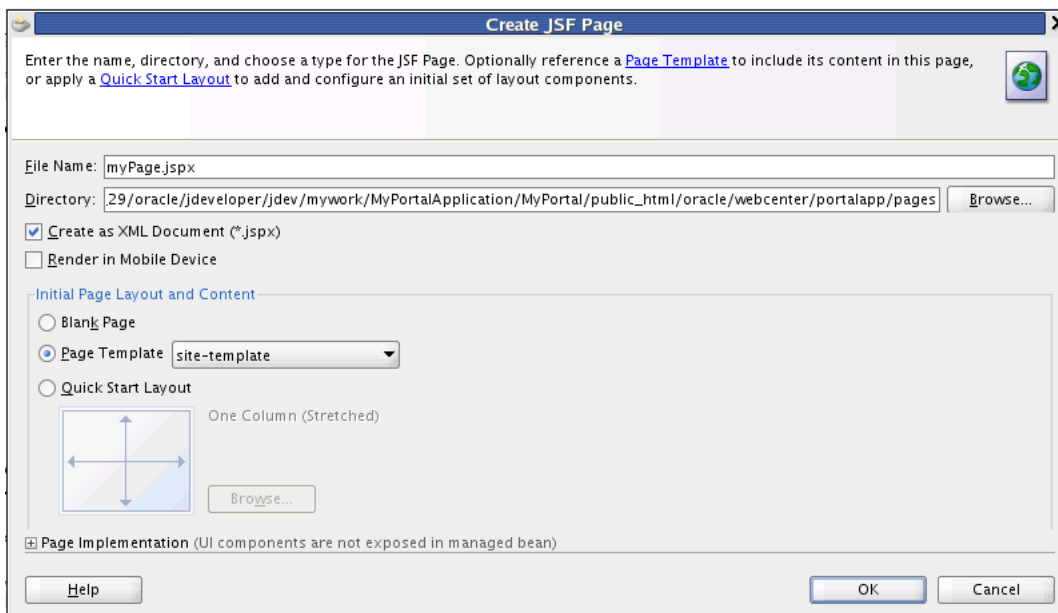 Create JSF Page
Enter the name, directory, and choose a type for the JSF Page. Optionally reference a Page Template to include its content in this page,
or apply a Quick Start Layout to add and configure an initial set of layout components.
File Name: myPage.jspx
Directory: 29/oracle/jdeveloper/jdev/mywork/MyPortalApplication/MyPortal/public_html/oracle/webcenter/portalapp/pages Browse...
Create as XML Document (*.jspx)
Render in Mobile Device
Initial Page Layout and Content
Blank Page
Page Template site-template
Quick Start Layout
One Column (Stretched)
Browse...
Page Implementation (UI components are not exposed in managed bean)
Help OK Cancel